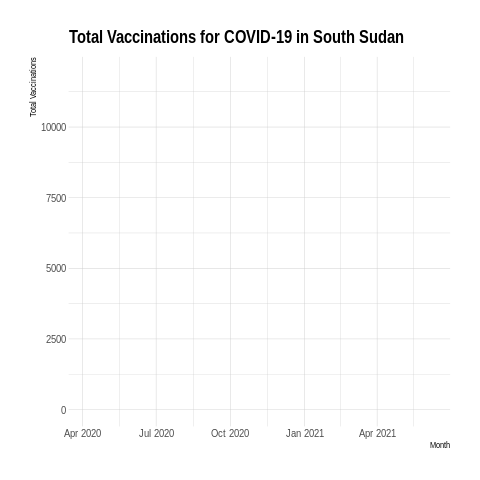 Total Vaccinations for COVID-19 in South Sudan
Total Vaccinations
10000
7500
5000
2500
0
Apr 2020 Jul 2020 Oct 2020 Jan 2021 Apr 2021
Month